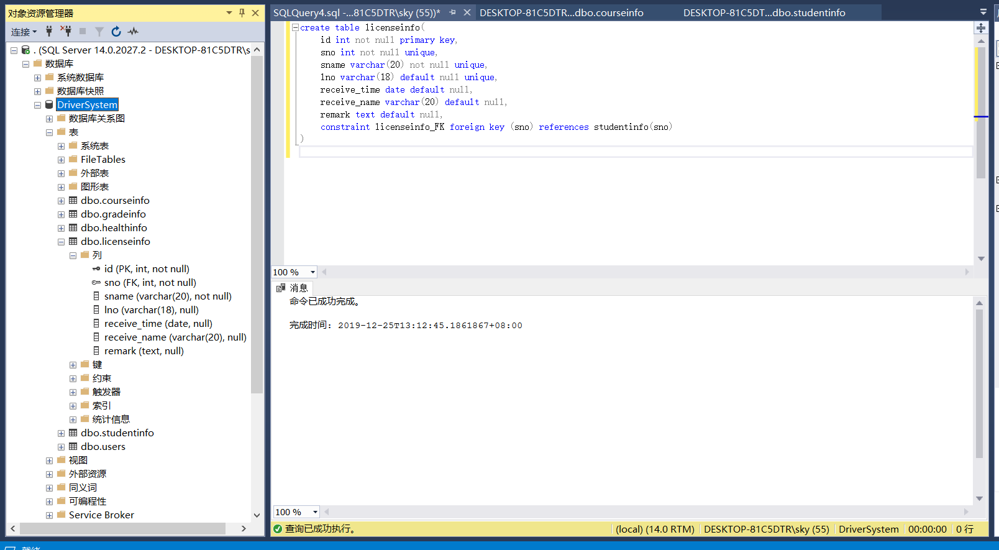 对象资源管理器
连接
. (SQL Server 14.0.2027.2 - DESKTOP-81C5DTR\s
数据库
系统数据库
数据库快照
DriverSystem
数据库关系图
表
系统表
FileTables
外部表
图形表
dbo.courseinfo
dbo.gradeinfo
dbo.healthinfo
dbo.licenseinfo
列
id (PK, int, not null)
sno (FK, int, not null)
sname (varchar(20), not null)
lno (varchar(18), null)
receive_time (date, null)
receive_name (varchar(20), null)
remark (text, null)
键
约束
触发器
索引
统计信息
dbo.studentinfo
dbo.users
视图
外部资源
同义词
可编程性
Service Broker
SQLQuery4.sql -...81C5DTR\sky (55))*
DESKTOP-81C5DTR...dbo.courseinfo
DESKTOP-81C5DT...dbo.studentinfo
create table licenseinfo(
id int not null primary key,
sno int not null unique,
sname varchar(20) not null unique,
lno varchar(18) default null unique,
receive_time date default null,
receive_name varchar(20) default null,
remark text default null,
constraint licenseinfo_FK foreign key (sno) references studentinfo(sno)
)
100 %
消息
命令已成功完成。
完成时间: 2019-12-25T13:12:45.1861867+08:00
100 %
查询已成功执行。
(local) (14.0 RTM)
DESKTOP-81C5DTR\sky (55)
DriverSystem
00:00:00
0 行
就绪